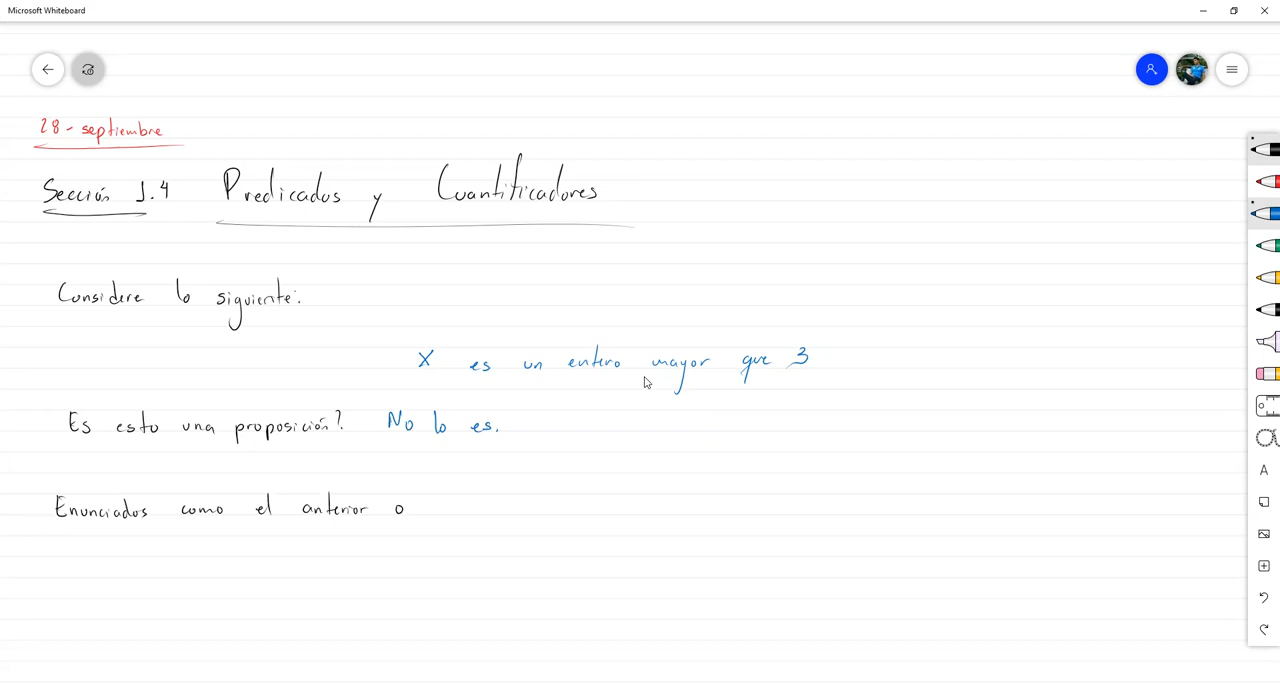 Microsoft Whiteboard
28 - septiembre
Sección 1.4 Predicados y Cuantificadores
Considere lo siguiente:
X es un entero mayor que 3
Es esto una proposición? No lo es.
Enunciados como el anterior o
A